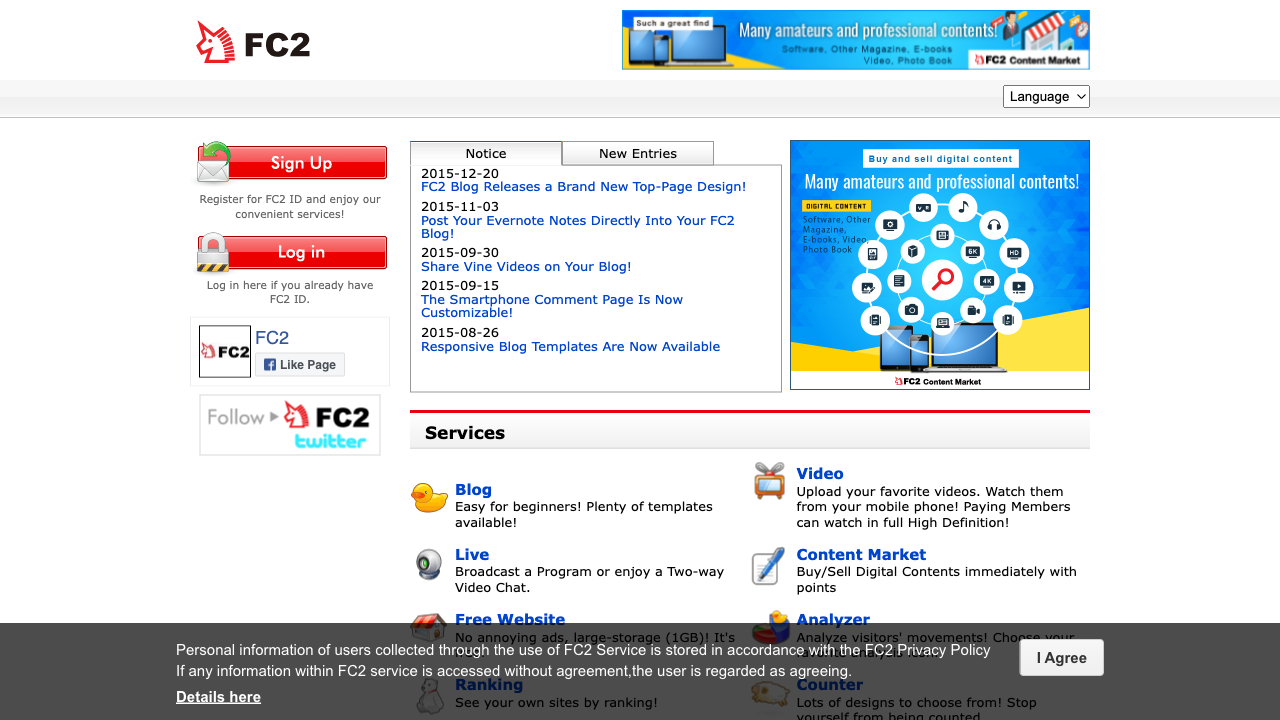 FC2
Such a great find
Many amateurs and professional contents!
Software, Other Magazine, E-books
Video, Photo Book
FC2 Content Market
Language
Sign Up
Register for FC2 ID and enjoy our
convenient services!
Log in
Log in here if you already have
FC2 ID.
FC2
FC2
Like Page
Follow
FC2
twitter
Notice
New Entries
2015-12-20
FC2 Blog Releases a Brand New Top-Page Design!
2015-11-03
Post Your Evernote Notes Directly Into Your FC2
Blog!
2015-09-30
Share Vine Videos on Your Blog!
2015-09-15
The Smartphone Comment Page Is Now
Customizable!
2015-08-26
Responsive Blog Templates Are Now Available
Buy and sell digital content
Many amateurs and professional contents!
DIGITAL CONTENT
Software, Other
Magazine,
E-books, Video,
Photo Book
6K
HD
4K
FC2 Content Market
Services
Blog
Easy for beginners! Plenty of templates
available!
Video
Upload your favorite videos. Watch them
from your mobile phone! Paying Members
can watch in full High Definition!
Live
Broadcast a Program or enjoy a Two-way
Video Chat.
Content Market
Buy/Sell Digital Contents immediately with
points
Free Website
No annoying ads, large-storage (1GB)! It's
Analyzer
Analyze visitors' movements! Choose your
Ranking
See your own sites by ranking!
Counter
Lots of designs to choose from! Stop
yourself from being counted
Personal information of users collected through the use of FC2 Service is stored in accordance with the FC2 Privacy Policy
If any information within FC2 service is accessed without agreement,the user is regarded as agreeing.
Details here
I Agree